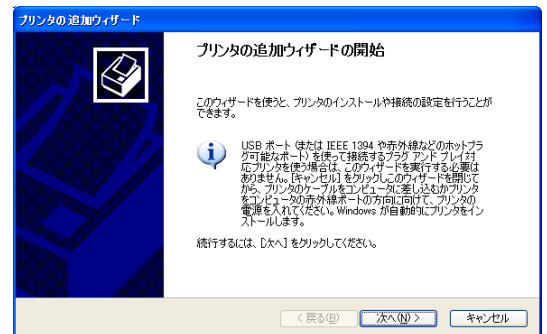 プリンタの追加ウィザード
プリンタの追加ウィザードの開始
このウィザードを使うと、プリンタのインストールや接続の設定を行うことが
できます。
USB ポート (または IEEE 1394 や赤外線などのホットプラ
グ可能なポート) を使って接続するプラグ アンド プレイ対
応プリンタを使う場合は、このウィザードを実行する必要は
ありません。[キャンセル] をクリックしこのウィザードを閉じて
から、プリンタのケーブルをコンピュータに差し込むかプリンタ
をコンピュータの赤外線ポートの方向に向けて、プリンタの
電源を入れてください。Windows が自動的にプリンタをイン
ストールします。
続行するには、[次へ] をクリックしてください。
< 戻る(B)
次へ(N) >
キャンセル